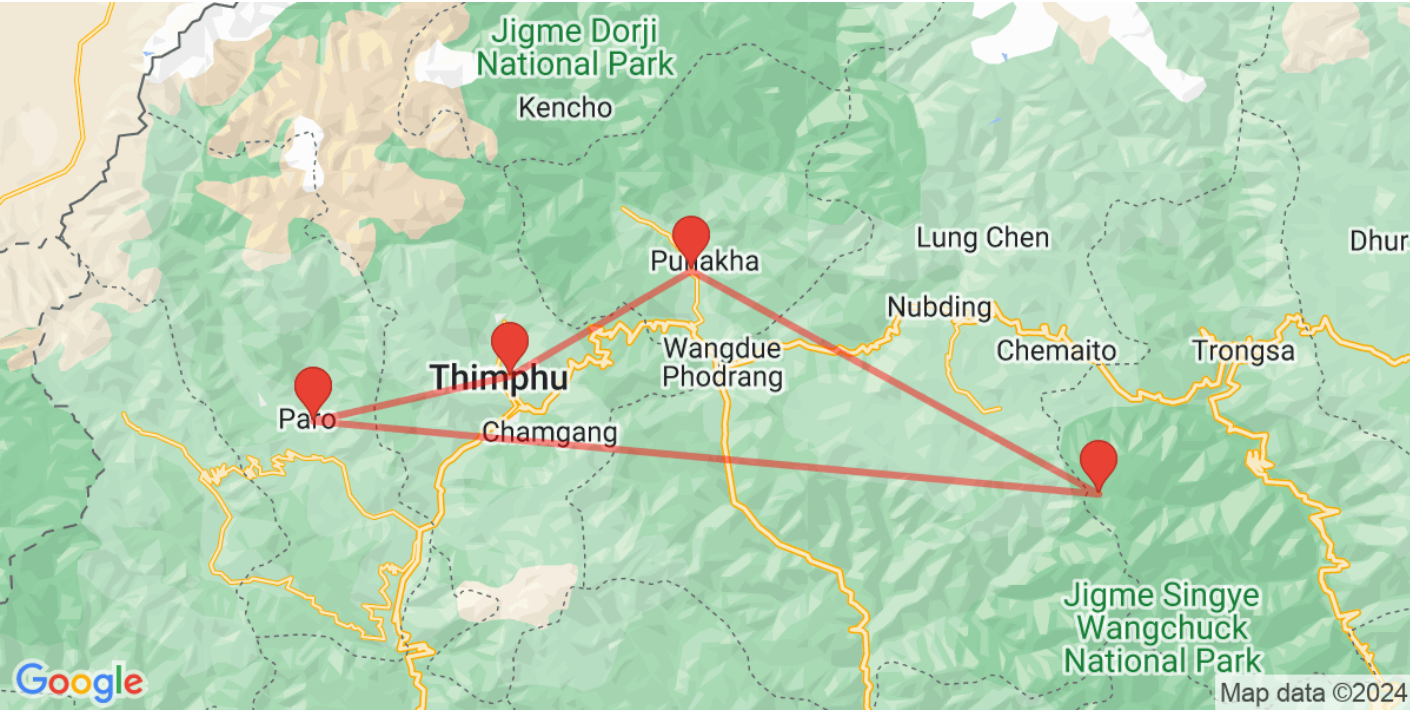 Jigme Dorji
National Park
Kencho
Punakha
Lung Chen
Dhur
Nubding
Wangdue
Phodrang
Chemaito
Trongsa
Thimphu
Paro
Chamgang
Jigme Singye
Wangchuck
National Park
Google
Map data ©2024